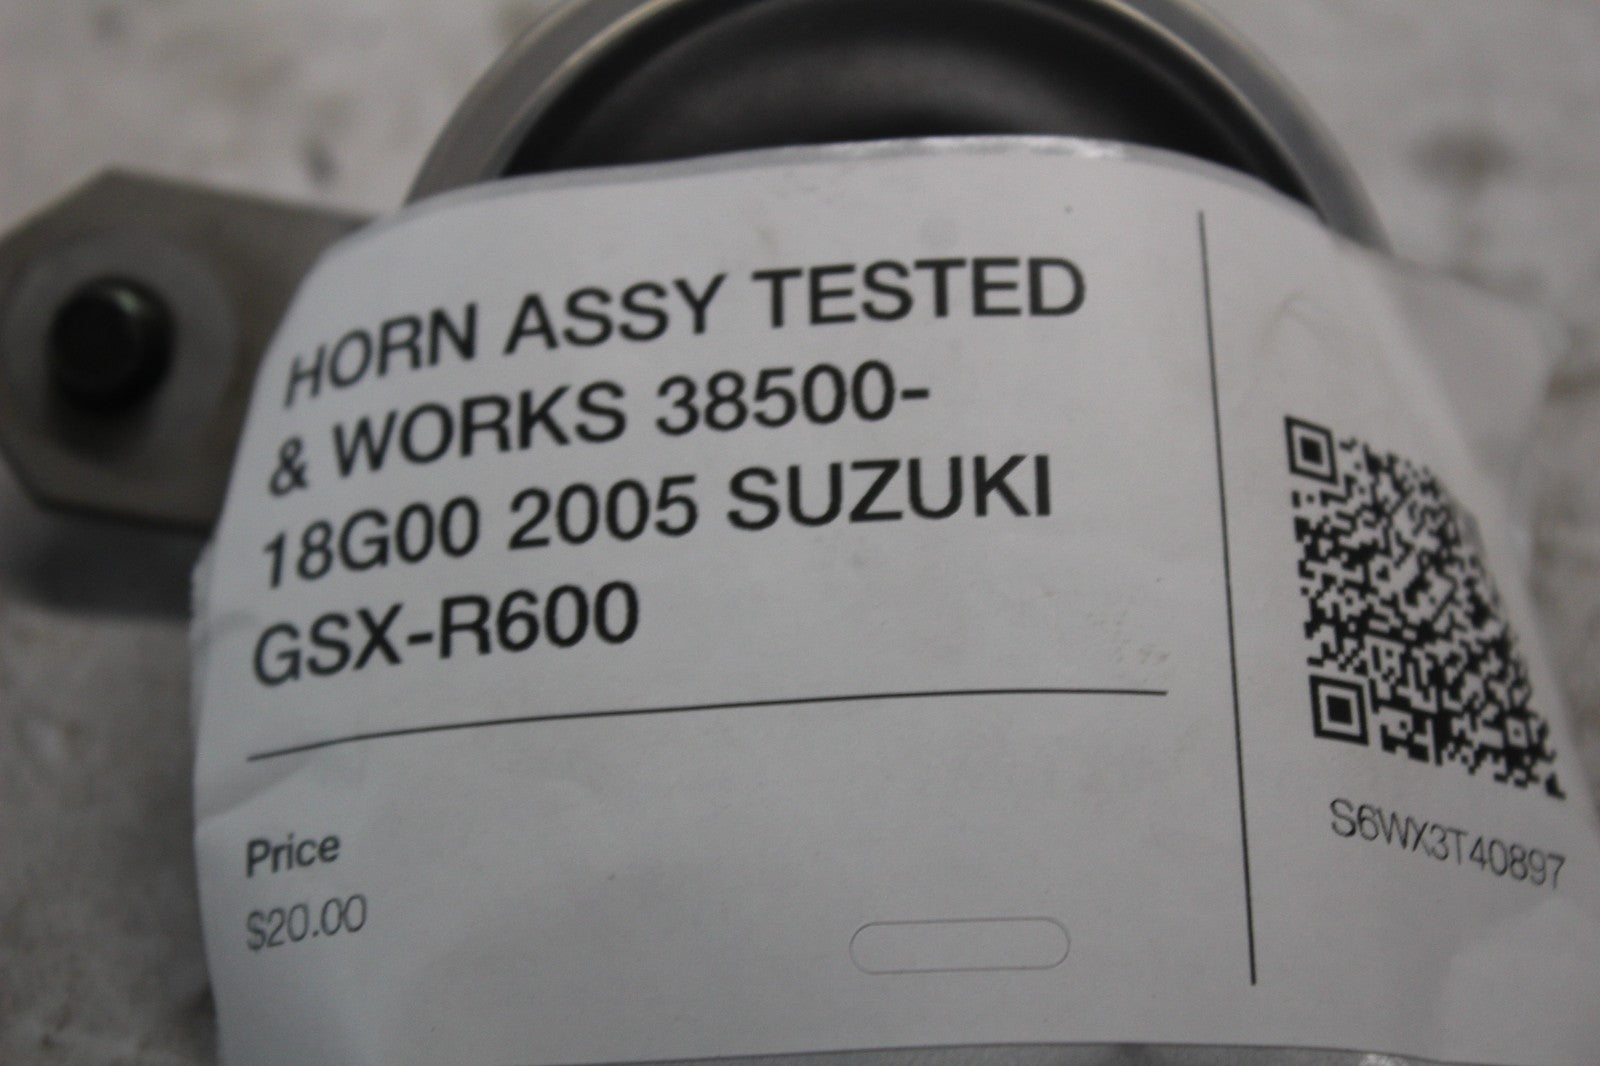 HORN ASSY TESTED
& WORKS 38500-
18G00 2005 SUZUKI
GSX-R600
Price
$20.00
S6WX3T40897